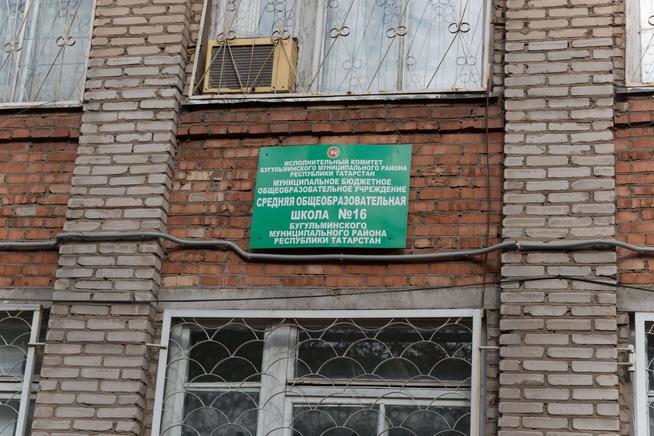 ИСПОЛНИТЕЛЬНЫЙ КОМИТЕТ
БУГУЛЬМИНСКОГО МУНИЦИПАЛЬНОГО РАЙОНА
РЕСПУБЛИКИ ТАТАРСТАН
МУНИЦИПАЛЬНОЕ БЮДЖЕТНОЕ
ОБЩЕОБРАЗОВАТЕЛЬНОЕ УЧРЕЖДЕНИЕ
СРЕДНЯЯ ОБЩЕОБРАЗОВАТЕЛЬНАЯ
ШКОЛА №16
БУГУЛЬМИНСКОГО
МУНИЦИПАЛЬНОГО РАЙОНА
РЕСПУБЛИКИ ТАТАРСТАН